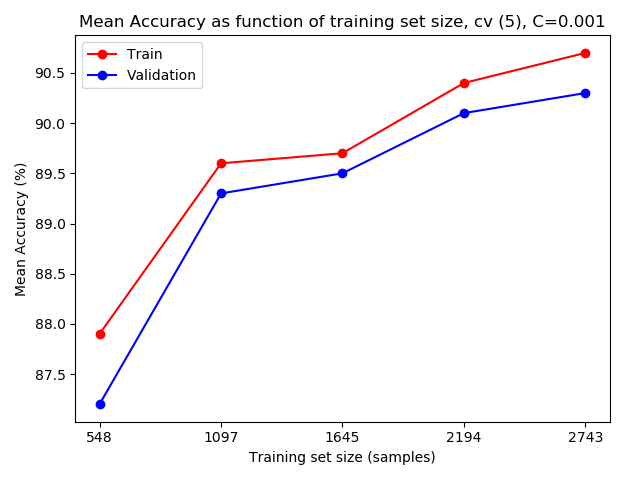 Mean Accuracy as function of training set size, cv (5), C=0.001
Train
Validation
90.5
90.0
89.5
89.0
88.5
88.0
87.5
Mean Accuracy (%)
548 1097 1645 2194 2743
Training set size (samples)